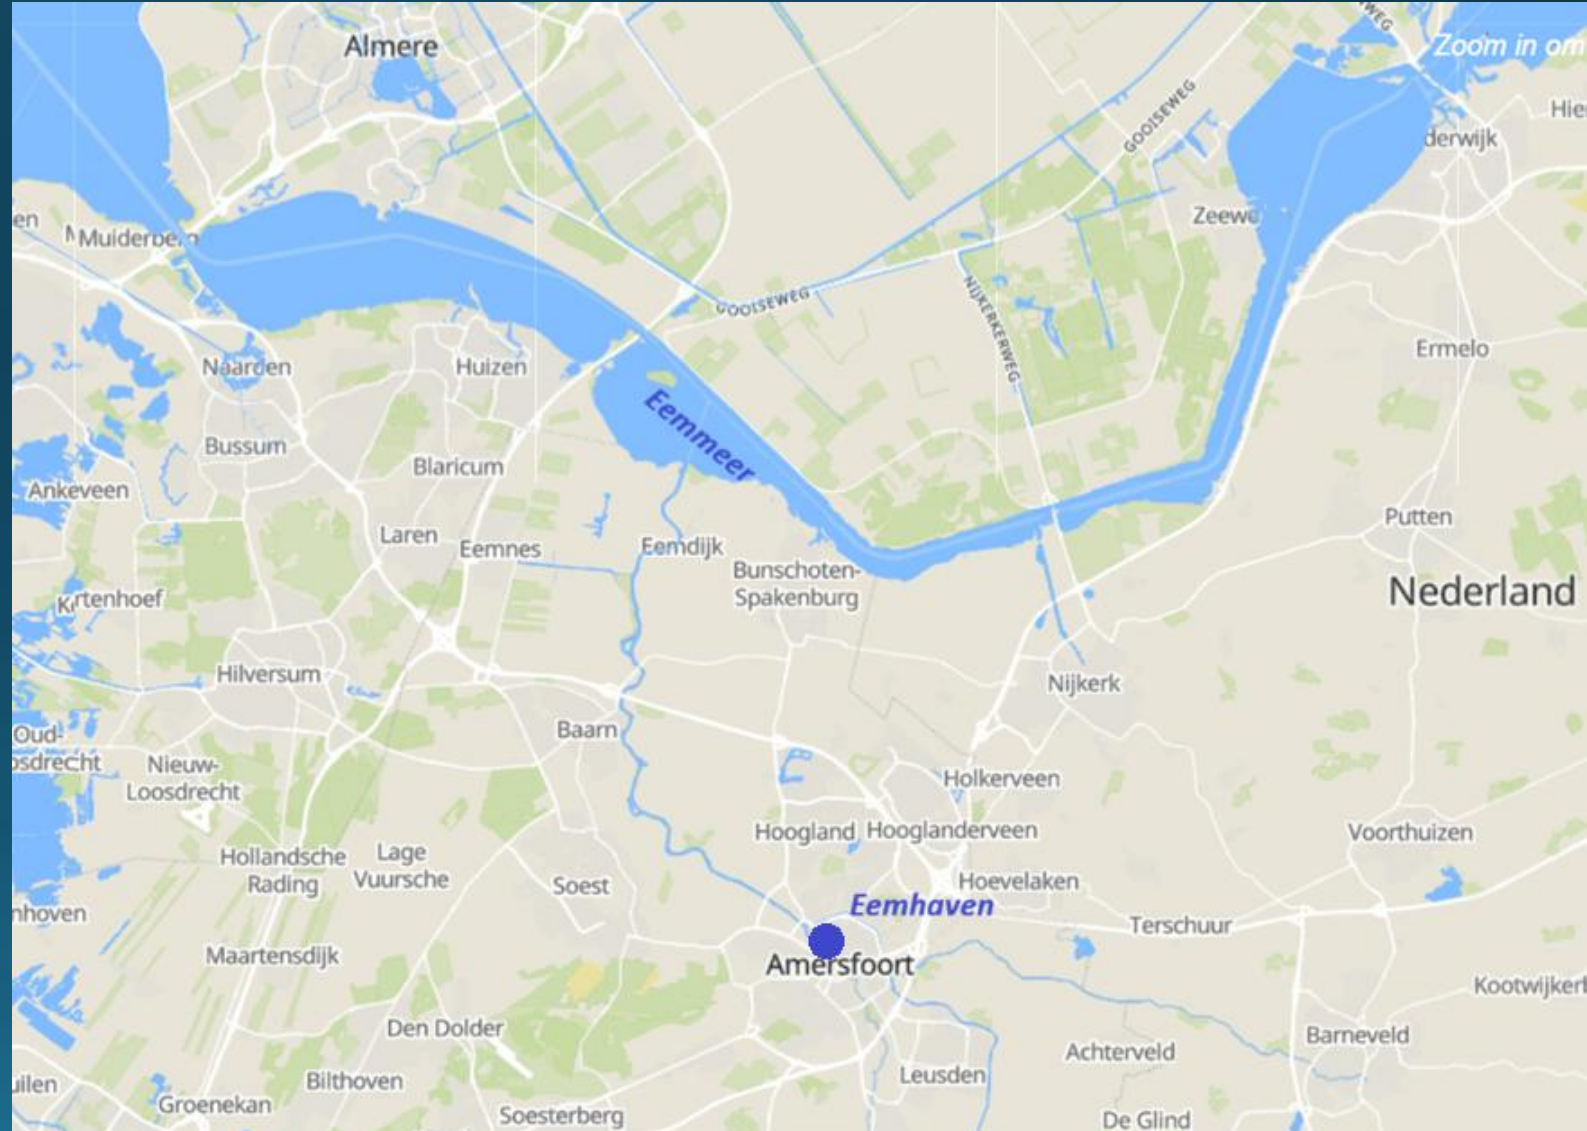 Almere
WEG
Zoom in om
Hie
derwijk
GOOISEWEG
en
Muiderberg
Zeewo
GOOISEWEG
NIJKERKERWEG
Naarden
Huizen
Ermelo
Eemmeer
Bussum
Blaricum
Ankeveen
Putten
Laren
Eemnes
Eemdijk
Bunschoten-
Spakenburg
Nederland
Kortenhoef
Hilversum
Nijkerk
Baarn
Oud-
osdrecht
Nieuw-
Loosdrecht
Holkerveen
Hoogland
Hooglanderveen
Voorthuizen
Hollandsche
Rading
Lage
Vuursche
Soest
Hoevelaken
Eemhaven
nhoven
Terschuur
Maartensdijk
Amersfoort
Kootwijker
Den Dolder
Barneveld
Achterveld
uilen
Bilthoven
Leusden
Groenekan
Soesterberg
De Glind